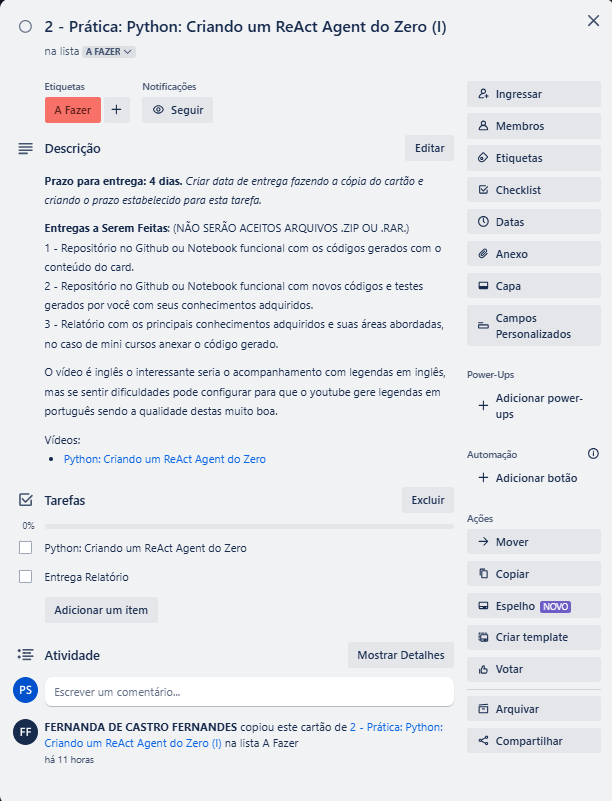 2 - Prática: Python: Criando um ReAct Agent do Zero (I)
na lista A FAZER
Etiquetas
A Fazer
Notificações
Seguir
Descrição
Editar
Prazo para entrega: 4 dias. Criar data de entrega fazendo a cópia do cartão e
criando o prazo estabelecido para esta tarefa.
Entregas a Serem Feitas: (NÃO SERÃO ACEITOS ARQUIVOS .ZIP OU .RAR.)
1 - Repositório no Github ou Notebook funcional com os códigos gerados com o
conteúdo do card.
2 - Repositório no Github ou Notebook funcional com novos códigos e testes
gerados por você com seus conhecimentos adquiridos.
3 - Relatório com os principais conhecimentos adquiridos e suas áreas abordadas,
no caso de mini cursos anexar o código gerado.
O vídeo é inglês o interessante seria o acompanhamento com legendas em inglês,
mas se sentir dificuldades pode configurar para que o youtube gere legendas em
português sendo a qualidade destas muito boa.
Vídeos:
• Python: Criando um ReAct Agent do Zero
Tarefas
Excluir
0%
Python: Criando um ReAct Agent do Zero
Entrega Relatório
Adicionar um item
Atividade
Mostrar Detalhes
PS
Escrever um comentário...
FF
FERNANDA DE CASTRO FERNANDES copiou este cartão de 2 - Prática: Python:
Criando um ReAct Agent do Zero (I) na lista A Fazer
há 11 horas
Ingressar
Membros
Etiquetas
Checklist
Datas
Anexo
Capa
Campos
Personalizados
Power-Ups
Adicionar power-
ups
Automação
Adicionar botão
Ações
Mover
Copiar
Espelho NOVO
Criar template
Votar
Arquivar
Compartilhar